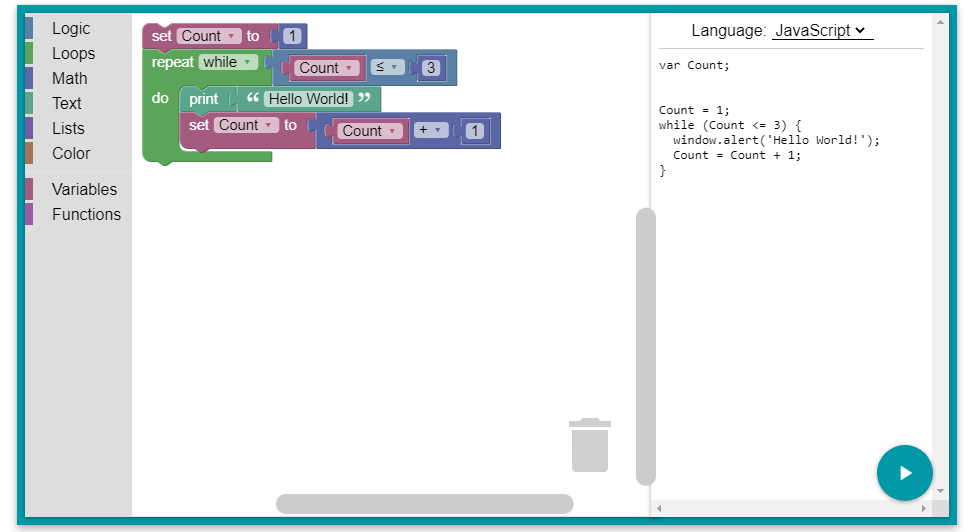 Logic
Loops
Math
Text
Lists
Color
Variables
Functions
set Count to 1
repeat while Count ≤ 3
do print “ Hello World! ”
set Count to Count + 1
Language: JavaScript
var Count;
Count = 1;
while (Count <= 3) {
  window.alert('Hello World!');
  Count = Count + 1;
}